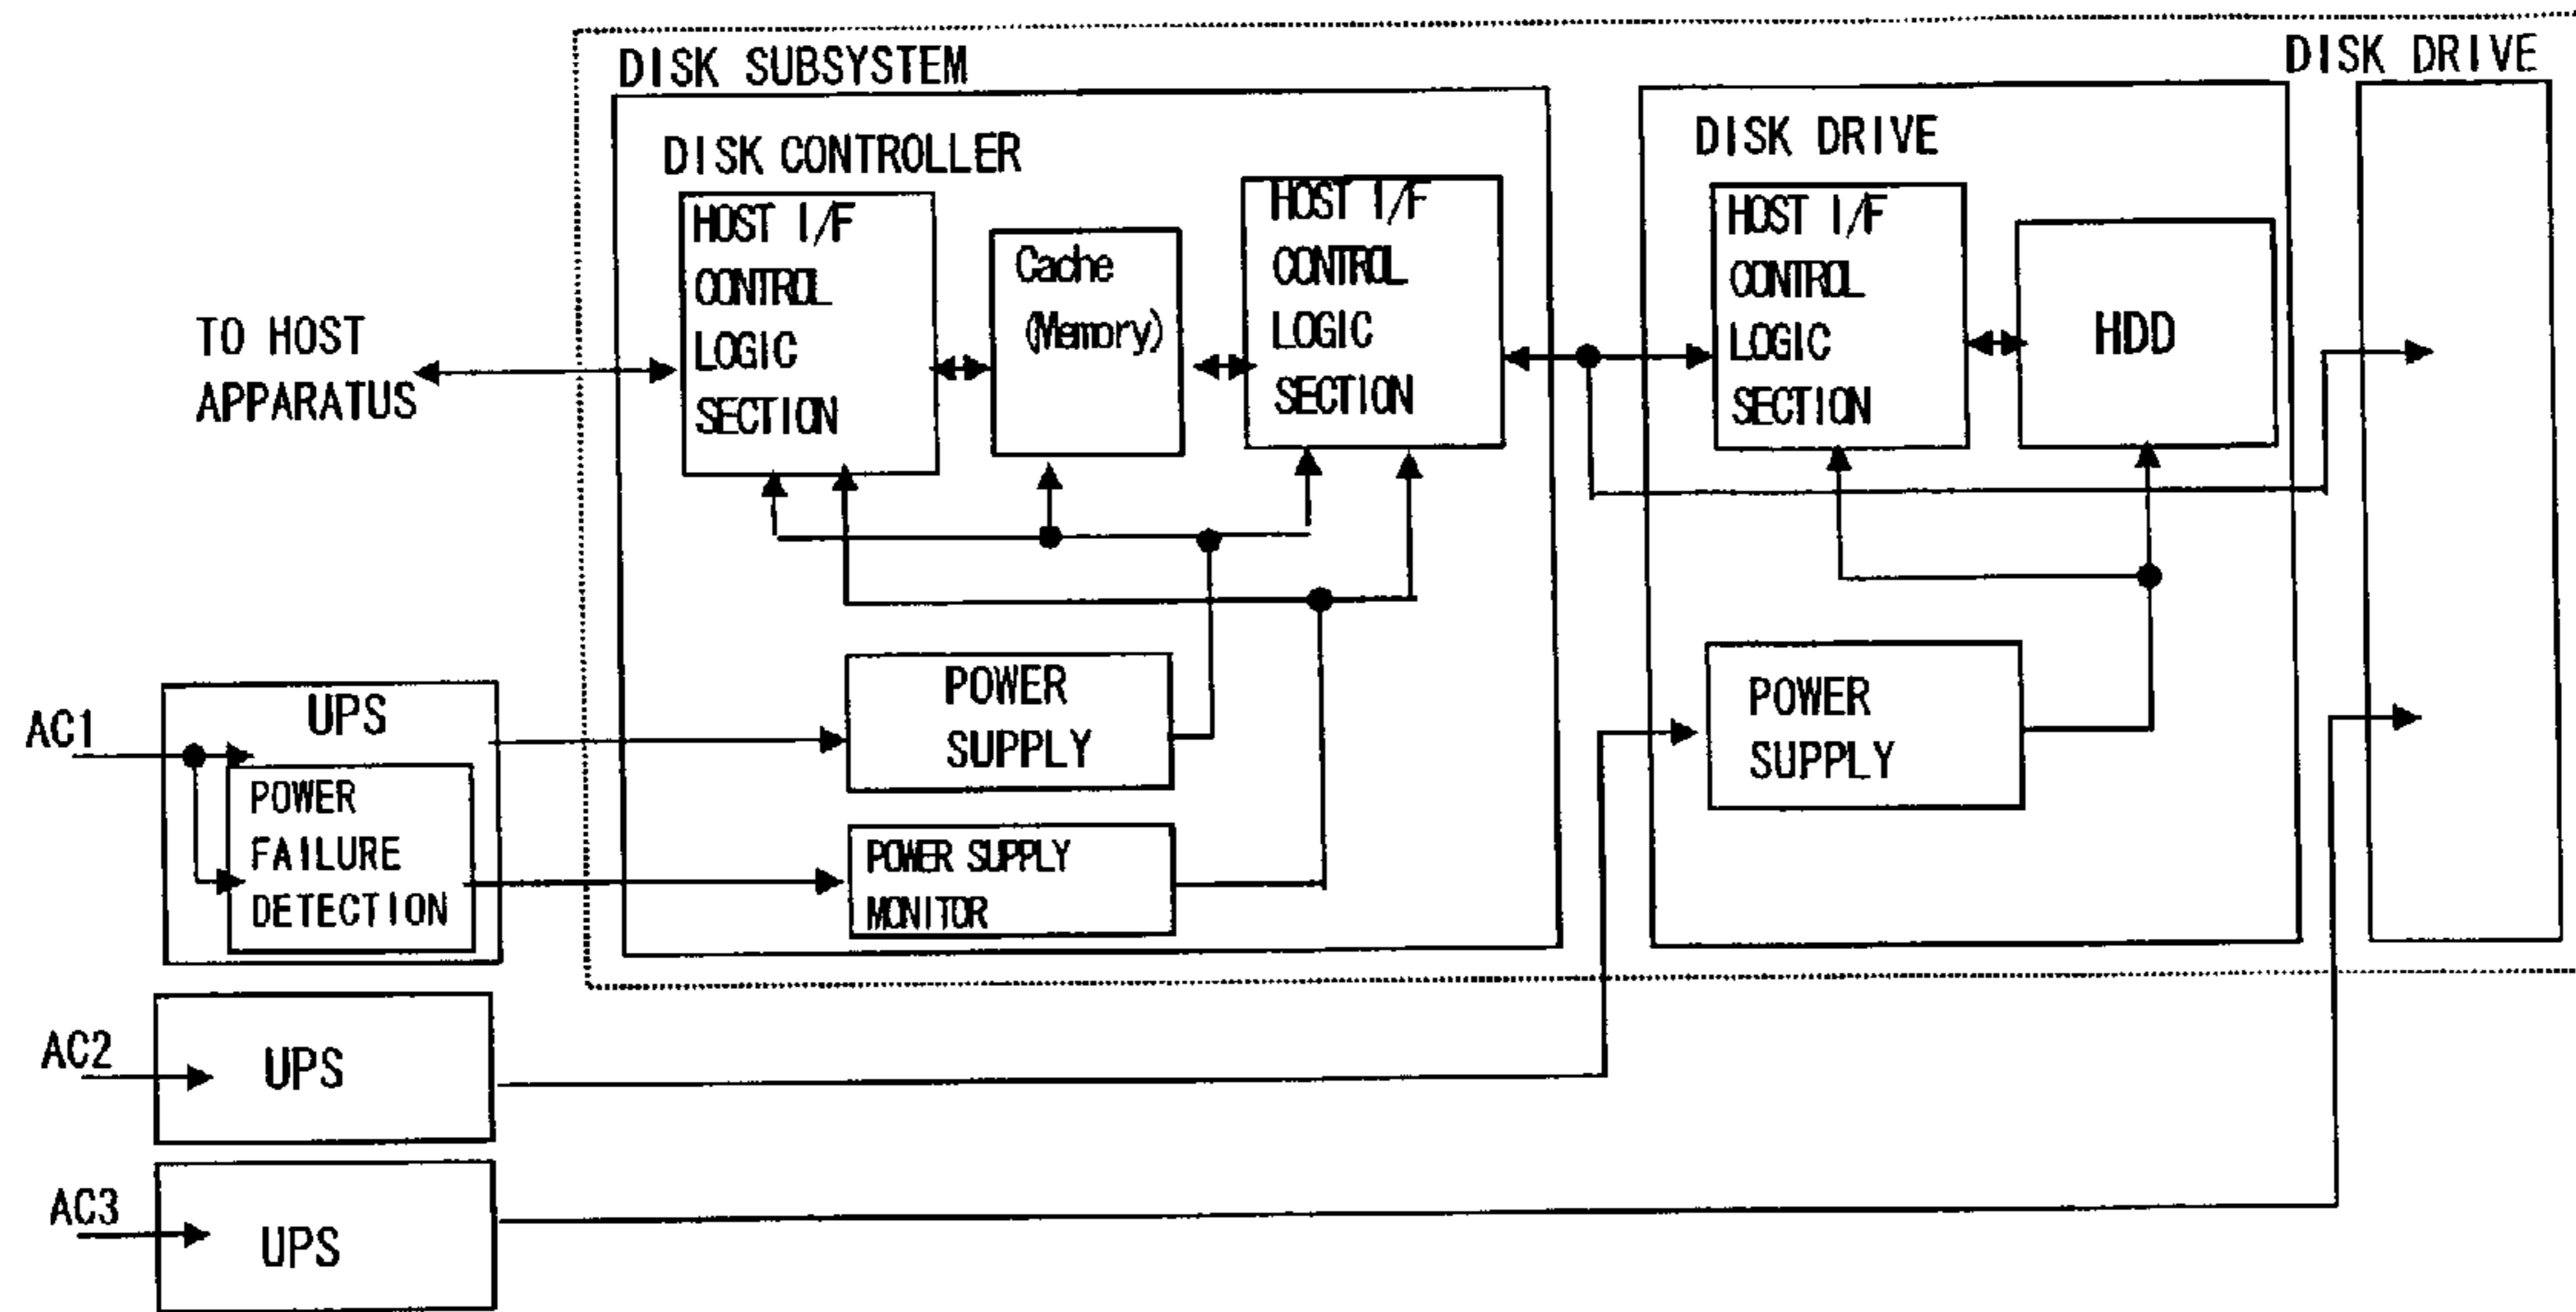 DISK SUBSYSTEM
DISK DRIVE
DISK CONTROLLER
DISK DRIVE
HOST I/F
CONTROL
LOGIC
SECTION
Cache
(Memory)
HOST I/F
CONTROL
LOGIC
SECTION
HOST I/F
CONTROL
LOGIC
SECTION
HDD
TO HOST
APPARATUS
AC1
UPS
POWER
FAILURE
DETECTION
POWER
SUPPLY
POWER SUPPLY
MONITOR
POWER
SUPPLY
AC2
UPS
AC3
UPS